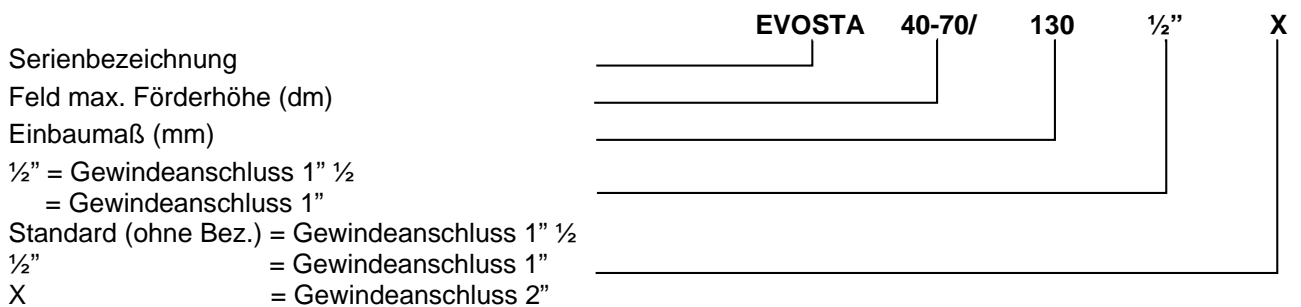 EVOSTA 40-70/ 130 ½” X
Serienbezeichnung
Feld max. Förderhöhe (dm)
Einbaumaß (mm)
½” = Gewindeanschluss 1” ½
= Gewindeanschluss 1”
Standard (ohne Bez.) = Gewindeanschluss 1” ½
½” = Gewindeanschluss 1”
X = Gewindeanschluss 2”